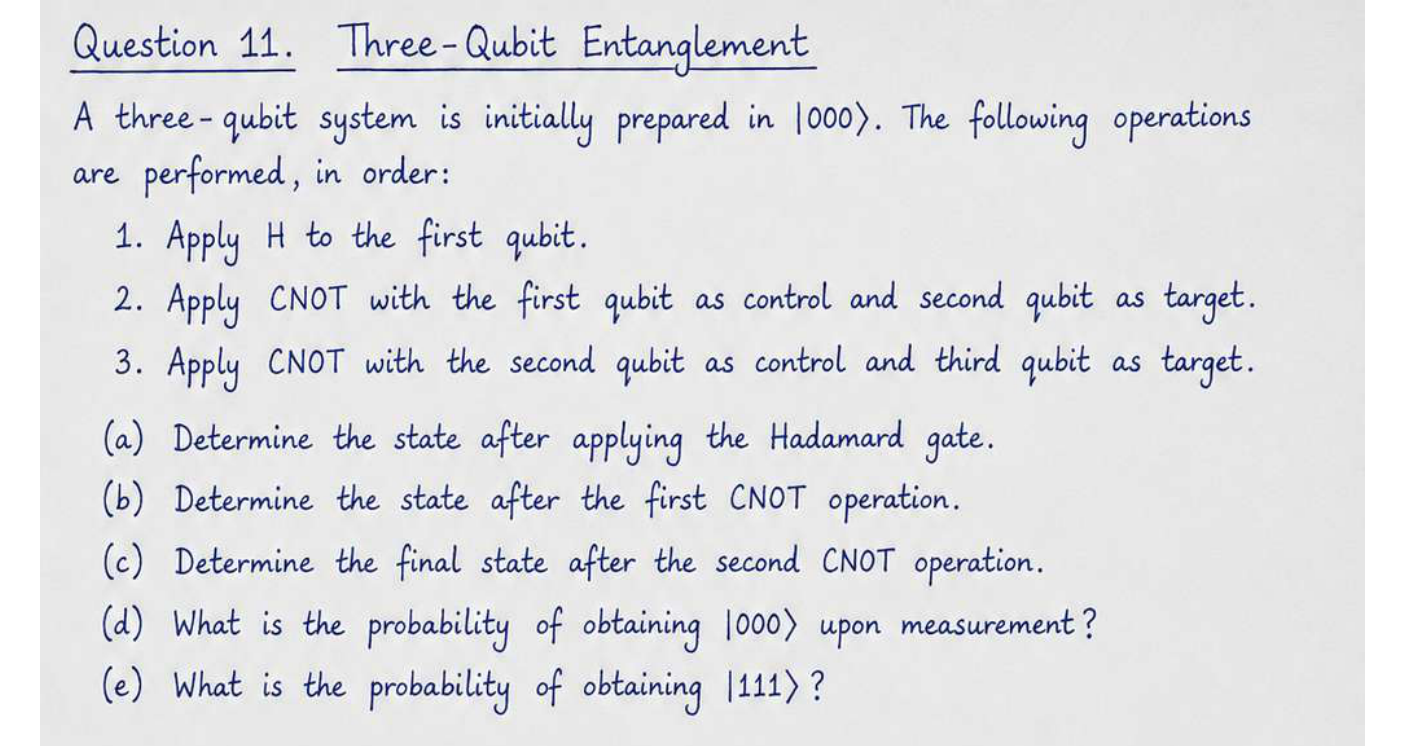 Question 11. Three-Qubit Entanglement
A three-qubit system is initially prepared in |000⟩. The following operations
are performed, in order:
1. Apply H to the first qubit.
2. Apply CNOT with the first qubit as control and second qubit as target.
3. Apply CNOT with the second qubit as control and third qubit as target.
(a) Determine the state after applying the Hadamard gate.
(b) Determine the state after the first CNOT operation.
(c) Determine the final state after the second CNOT operation.
(d) What is the probability of obtaining |000⟩ upon measurement?
(e) What is the probability of obtaining |111⟩?